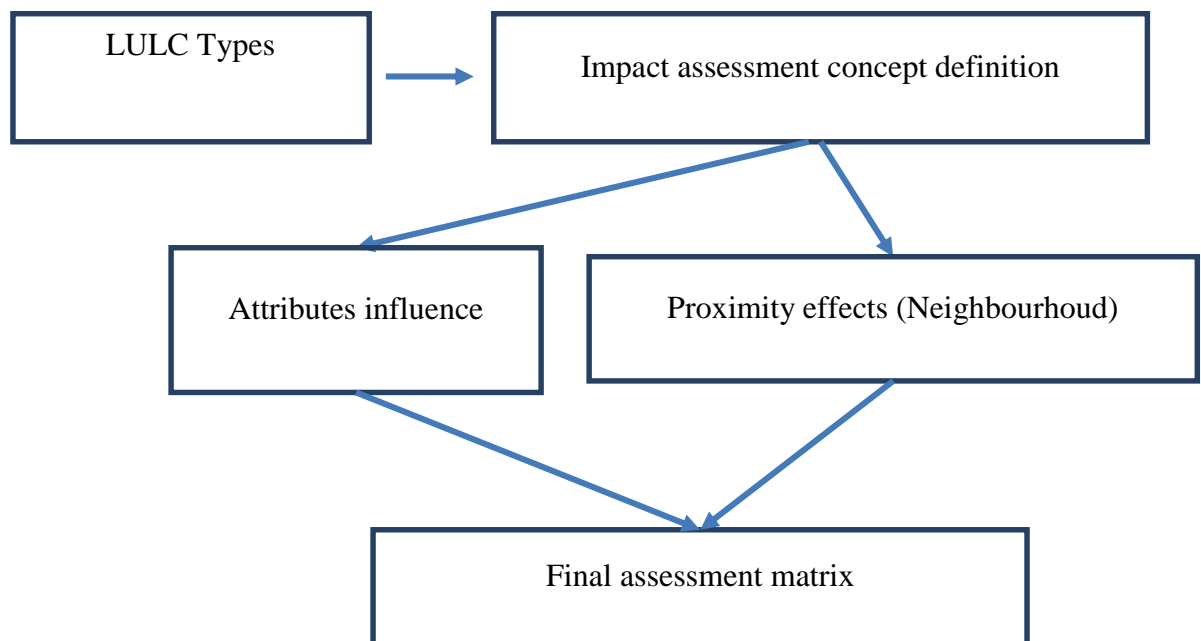 LULC Types
Impact assessment concept definition
Attributes influence
Proximity effects (Neighbourhoud)
Final assessment matrix